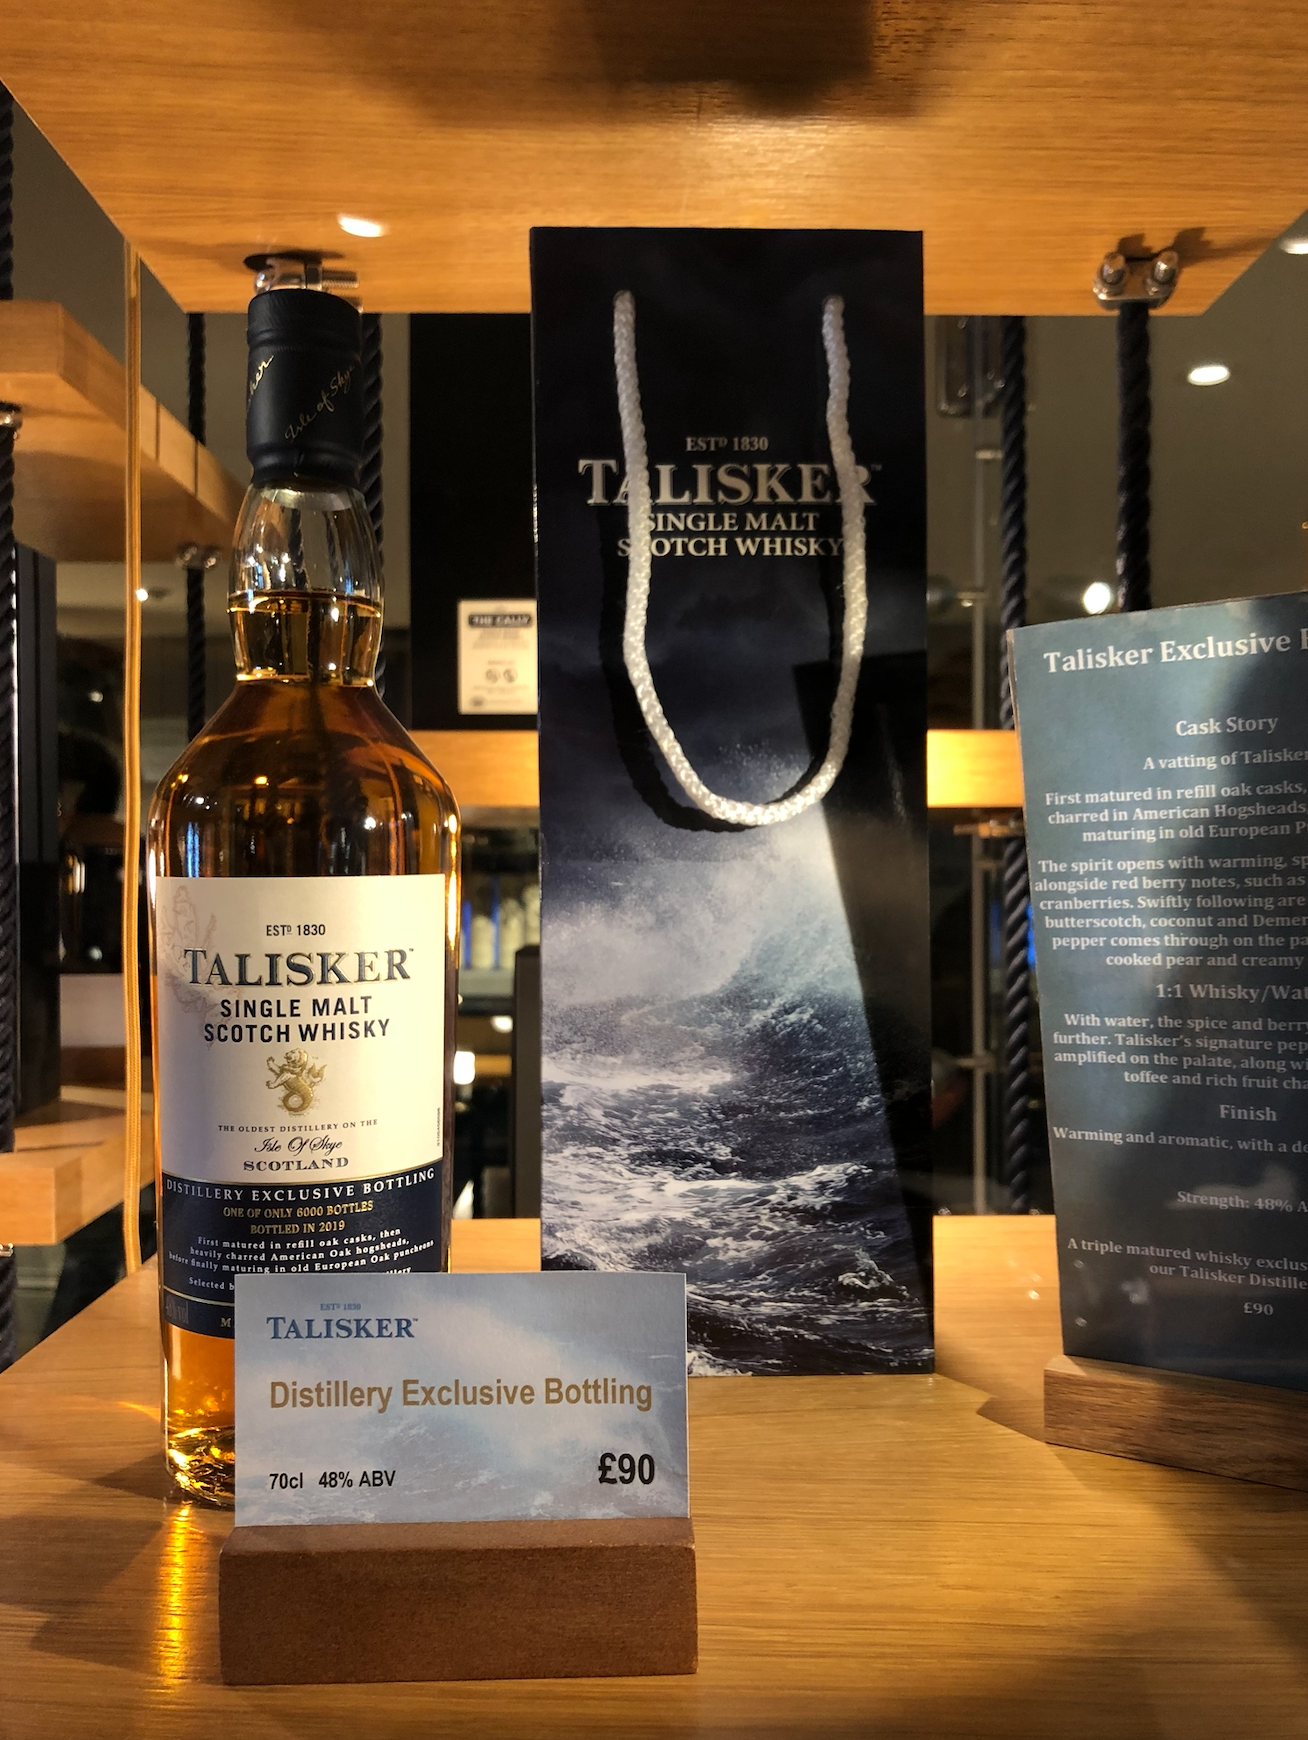 Isle of Skye
ESTD 1830
TALISKER™
SINGLE MALT
SCOTCH WHISKY
THE OLDEST DISTILLERY ON THE
Isle Of Skye
SCOTLAND
DISTILLERY EXCLUSIVE BOTTLING
ONE OF ONLY 6000 BOTTLES
BOTTLED IN 2019
First matured in refill oak casks, then
heavily charred American Oak hogsheads,
before finally maturing in old European Oak puncheons
Selected
ESTD 1830
TALISKER™
SINGLE MALT
SCOTCH WHISKY
THE CALLY
ESTD 1830
TALISKER™
Distillery Exclusive Bottling
70cl 48% ABV £90
Talisker Exclusive
Cask Story
A vatting of Talisker
First matured in refill oak casks,
charred in American Hogsheads
maturing in old European
The spirit opens with warming,
alongside red berry notes, such as
cranberries. Swiftly following are
butterscotch, coconut and
pepper comes through on the
cooked pear and creamy
1:1 Whisky/
With water, the spice and
further. Talisker's signature
amplified on the palate, along
toffee and rich fruit
Finish
Warming and aromatic, with a
Strength: 48%
A triple matured whisky
our Talisker
£90